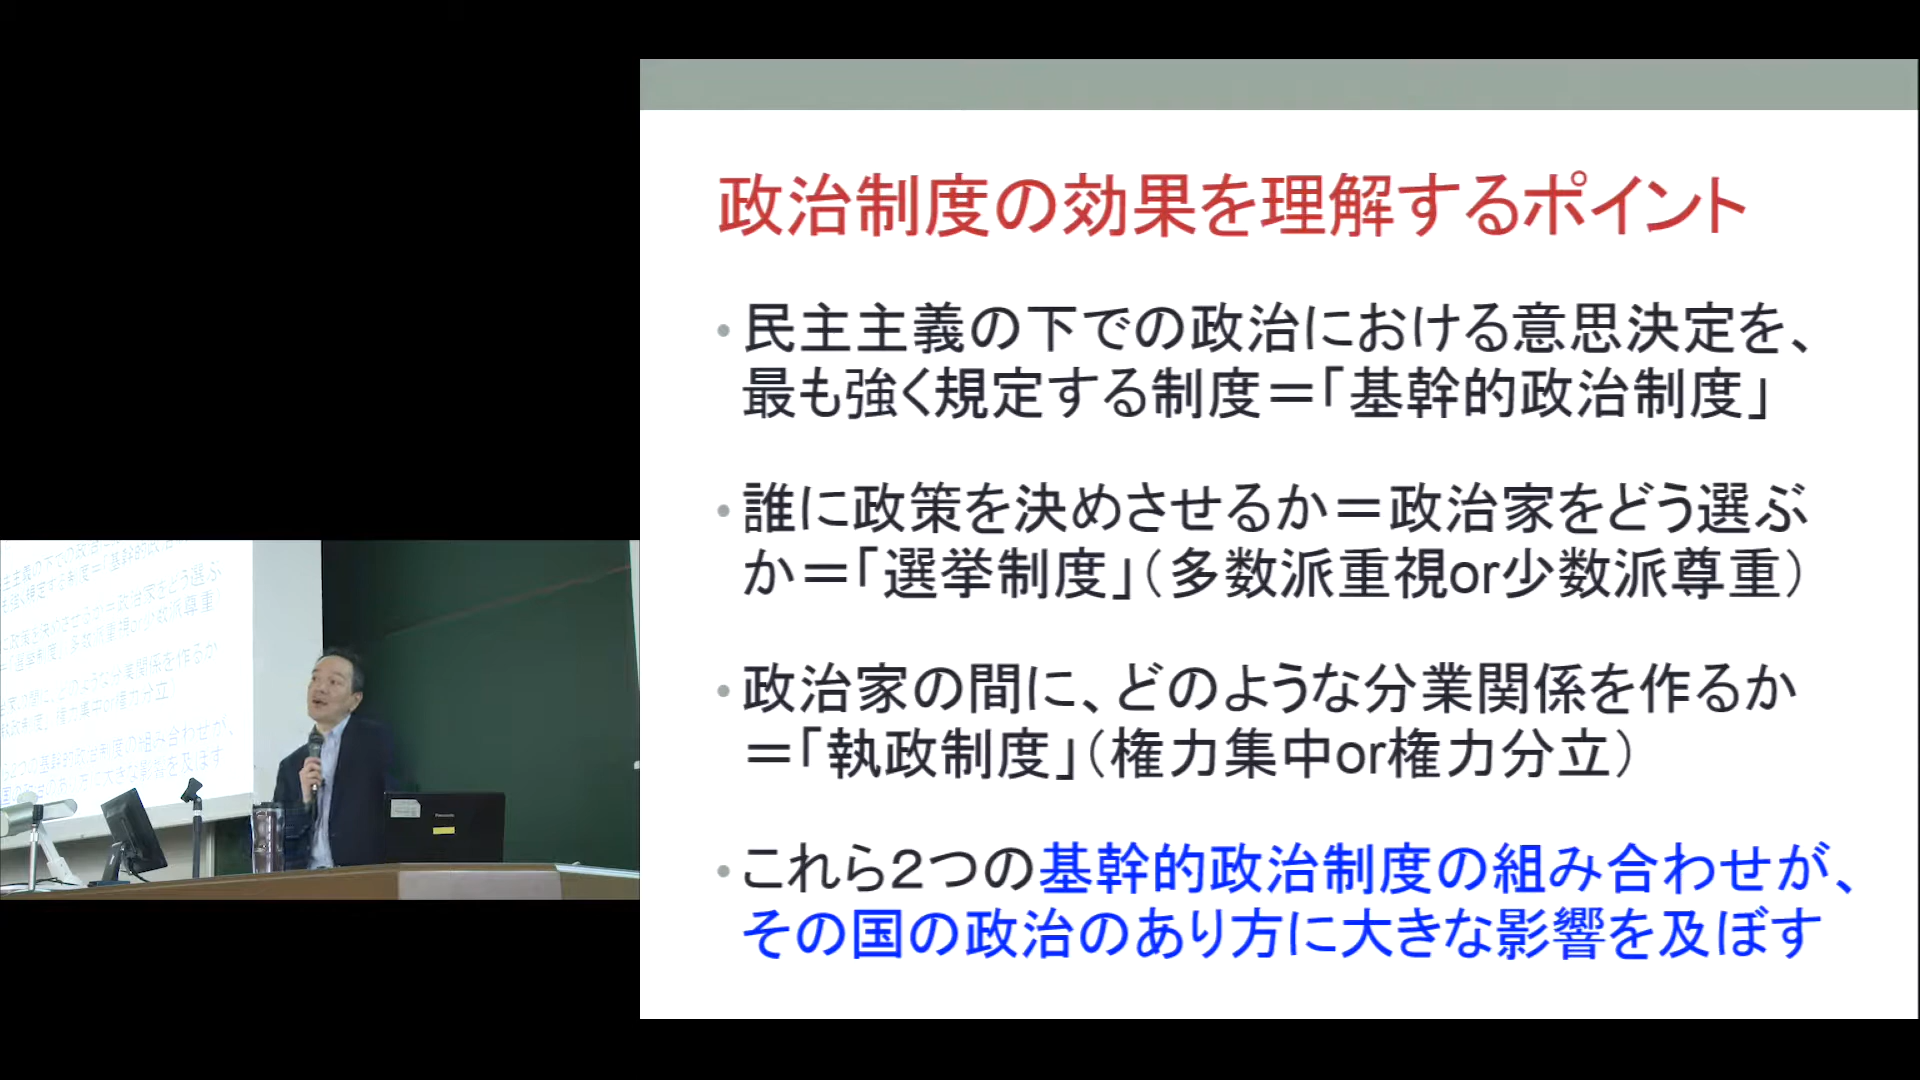 政治制度の効果を理解するポイント
• 民主主義の下での政治における意思決定を、
最も強く規定する制度＝「基幹的政治制度」
• 誰に政策を決めさせるか＝政治家をどう選ぶ
か＝「選挙制度」（多数派重視or少数派尊重）
• 政治家の間に、どのような分業関係を作るか
＝「執政制度」（権力集中or権力分立）
• これら２つの基幹的政治制度の組み合わせが、
その国の政治のあり方に大きな影響を及ぼす